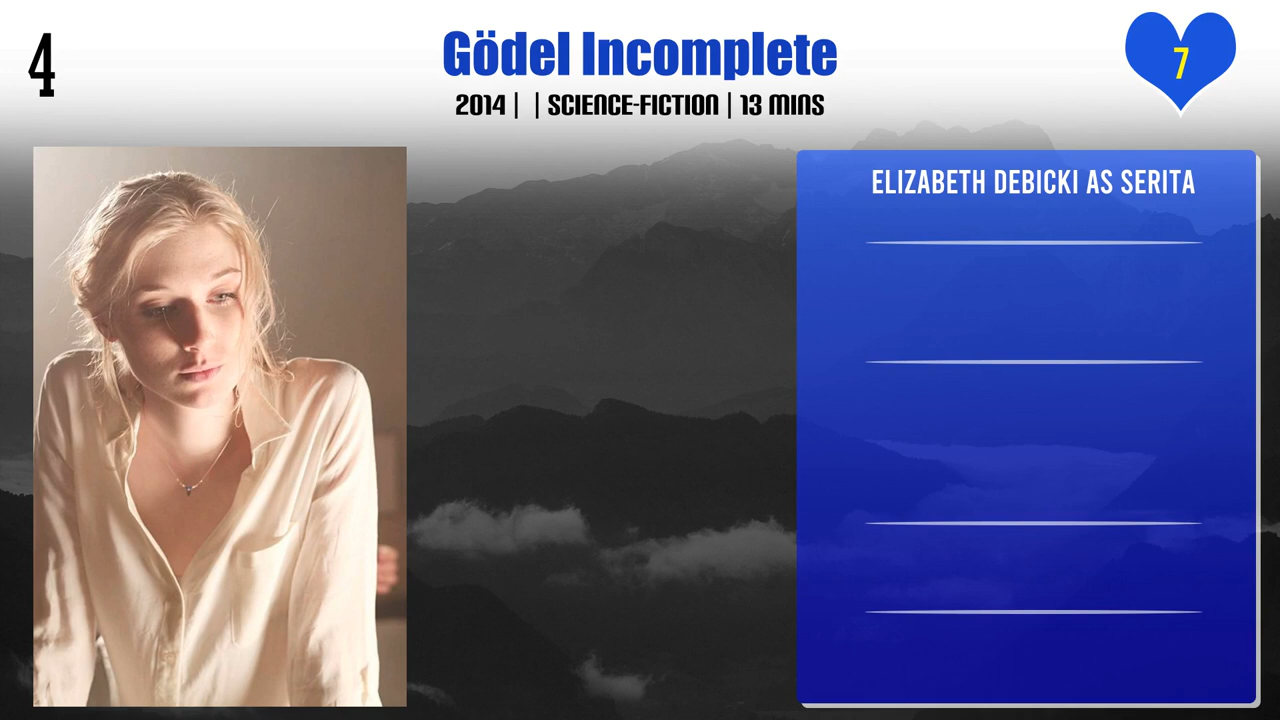 4
Gödel Incomplete
2014 | | SCIENCE-FICTION | 13 MINS
7
ELIZABETH DEBICKI AS SERITA